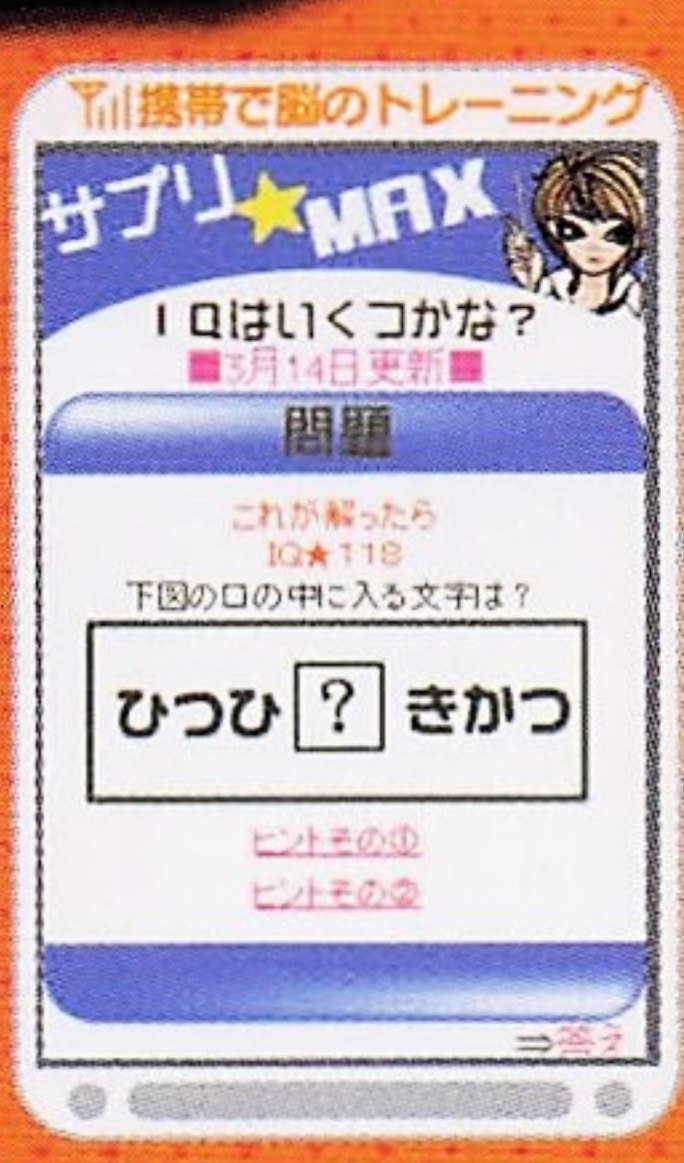 携帯で脳のトレーニング
サプリ★MAX
IQはいくつかな?
■3月14日更新■
問題
これが解ったら
IQ★118
下図の口の中に入る文字は?
ひつひ ? きかつ
ヒントその①
ヒントその②
⇒答え